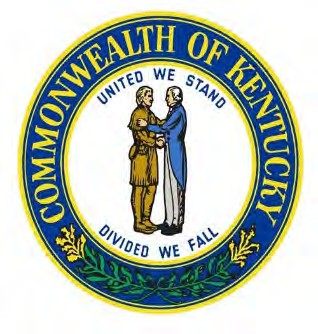 COMMONWEALTH OF KENTUCKY
UNITED WE STAND
DIVIDED WE FALL